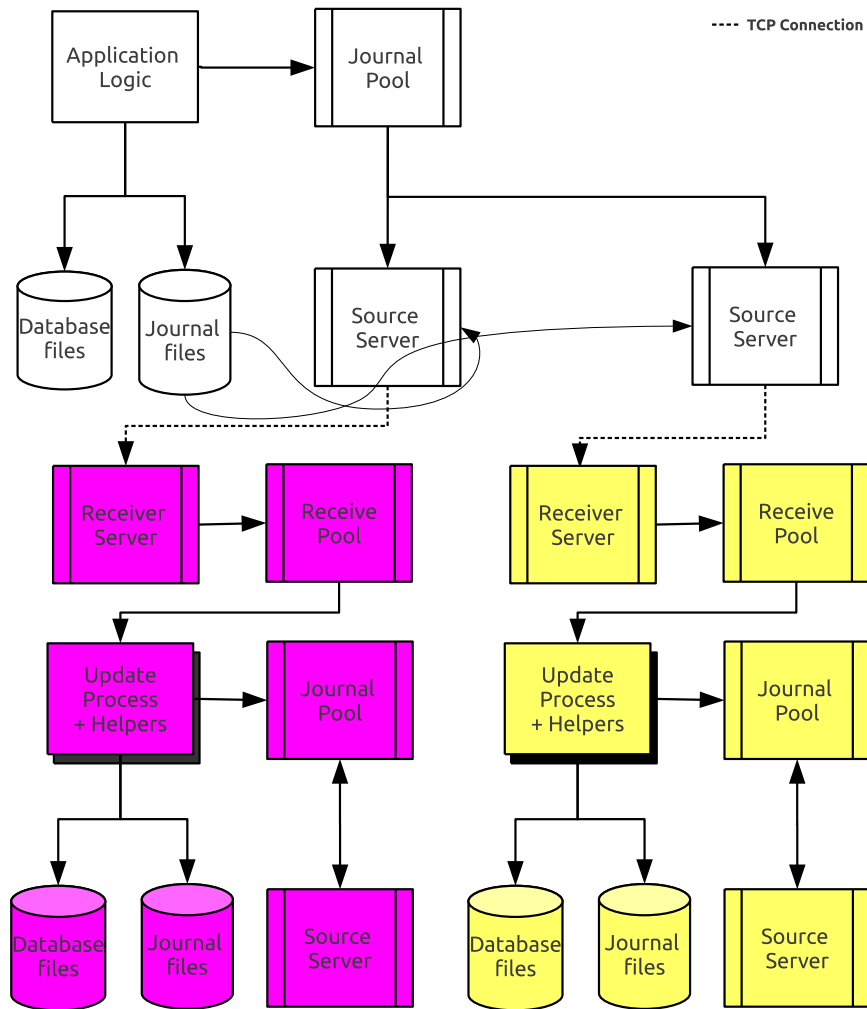 TCP Connection
Application
Logic
Journal
Pool
Database
files
Journal
files
Source
Server
Source
Server
Receiver
Server
Receive
Pool
Receiver
Server
Receive
Pool
Update
Process
+ Helpers
Journal
Pool
Update
Process
+ Helpers
Journal
Pool
Database
files
Journal
files
Source
Server
Database
files
Journal
files
Source
Server